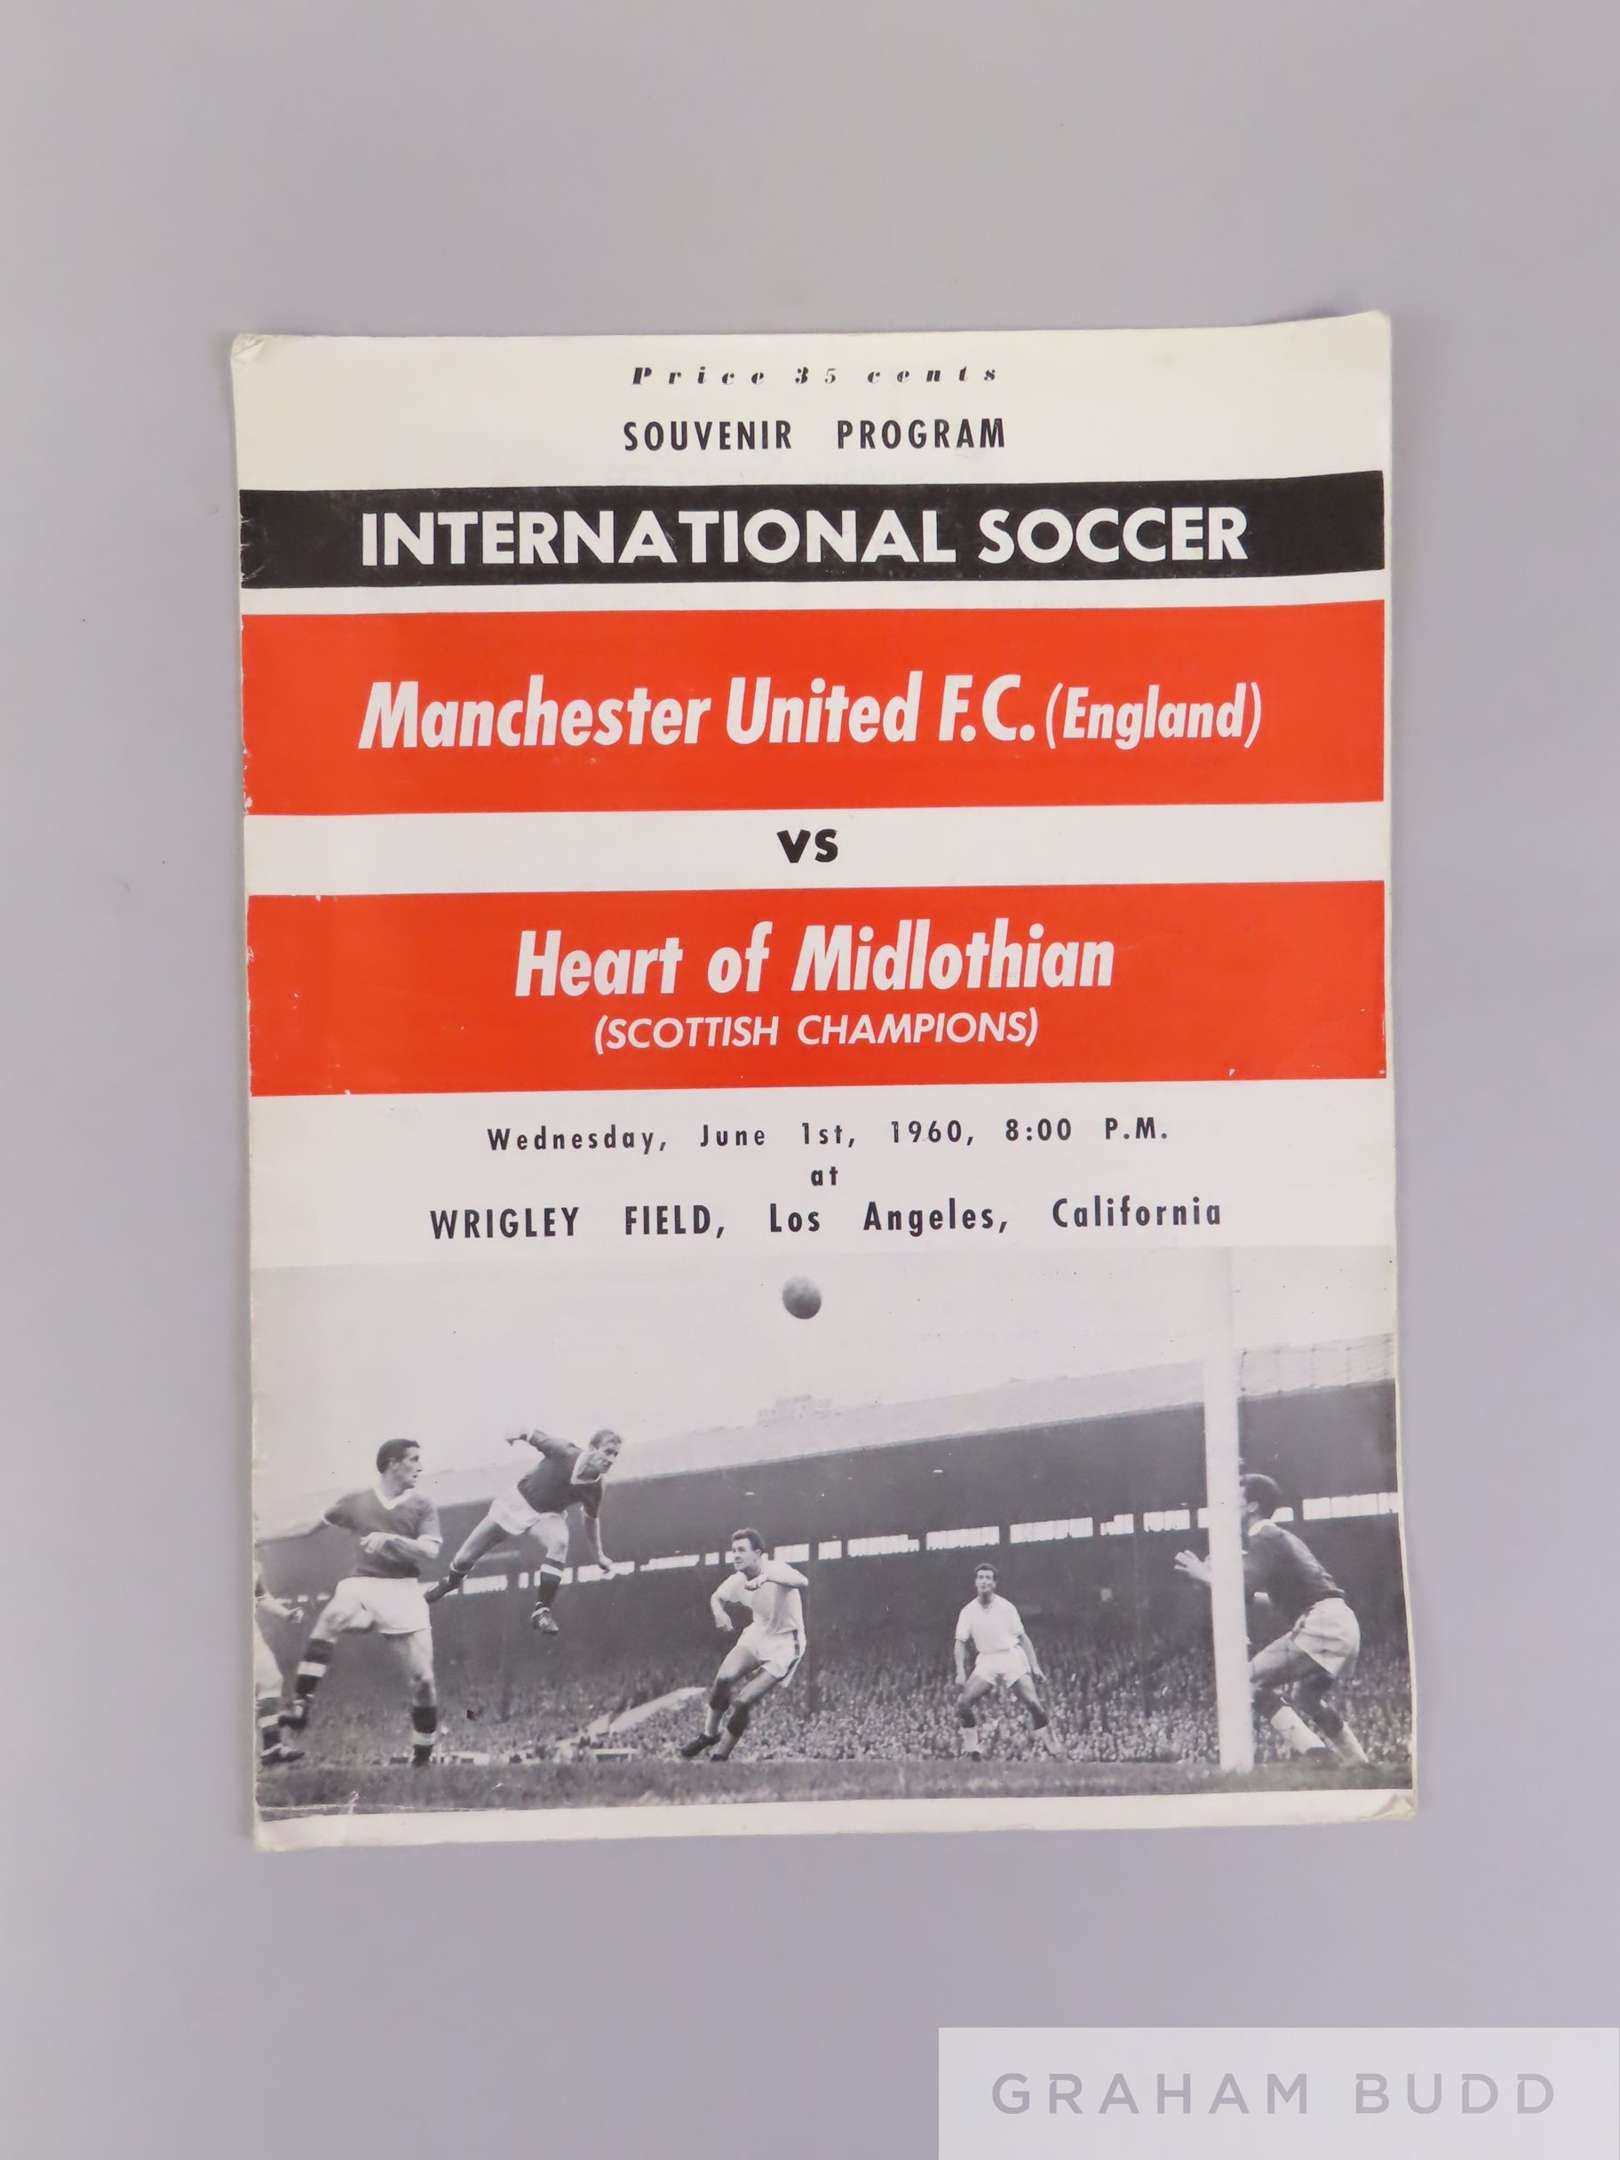 Price 35 cents
SOUVENIR PROGRAM
INTERNATIONAL SOCCER
Manchester United F.C. (England)
vs
Heart of Midlothian
(SCOTTISH CHAMPIONS)
Wednesday, June 1st, 1960, 8:00 P.M.
at
WRIGLEY FIELD, Los Angeles, California
GRAHAM BUDD